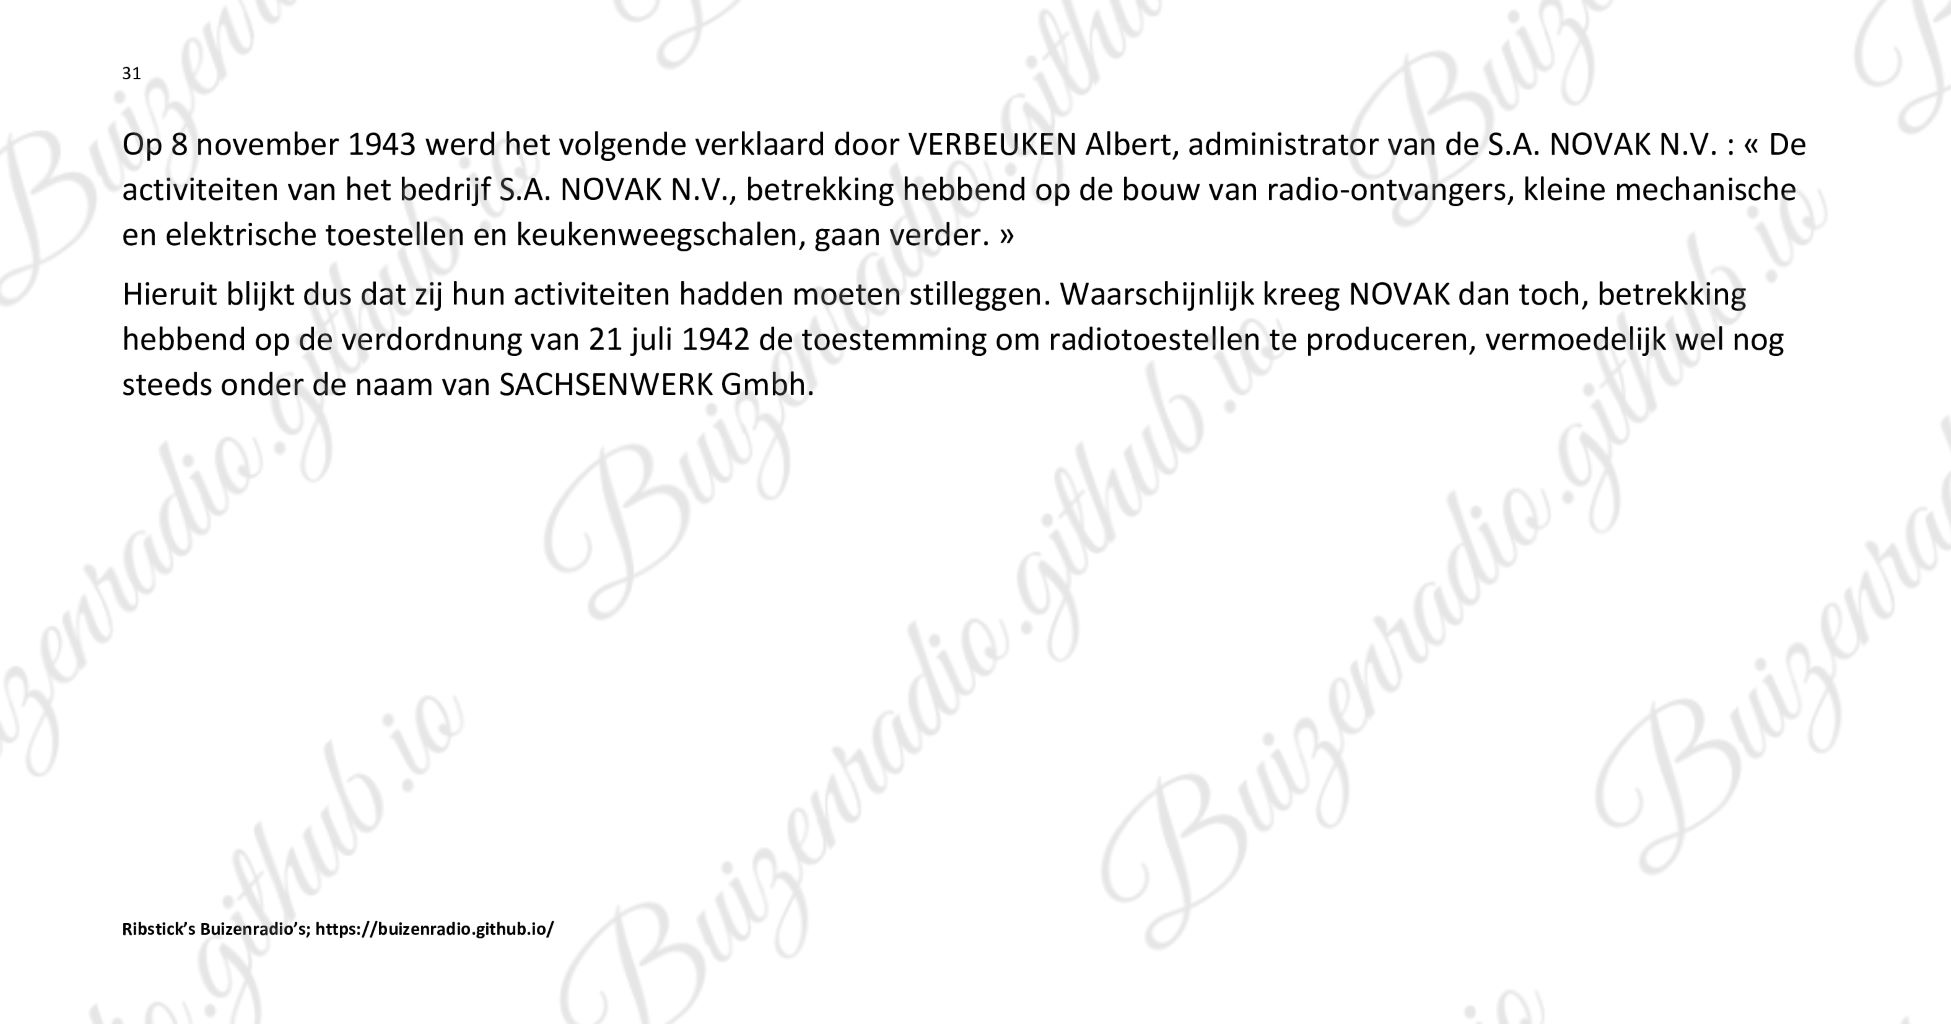 31
Op 8 november 1943 werd het volgende verklaard door VERBEUKEN Albert, administrator van de S.A. NOVAK N.V. : « De
activiteiten van het bedrijf S.A. NOVAK N.V., betrekking hebbend op de bouw van radio-ontvangers, kleine mechanische
en elektrische toestellen en keukenweegschalen, gaan verder. »
Hieruit blijkt dus dat zij hun activiteiten hadden moeten stilleggen. Waarschijnlijk kreeg NOVAK dan toch, betrekking
hebbend op de verdordnung van 21 juli 1942 de toestemming om radiotoestellen te produceren, vermoedelijk wel nog
steeds onder de naam van SACHSENWERK Gmbh.
Buizenradio.github.io
Ribstick’s Buizenradio’s; https://buizenradio.github.io/